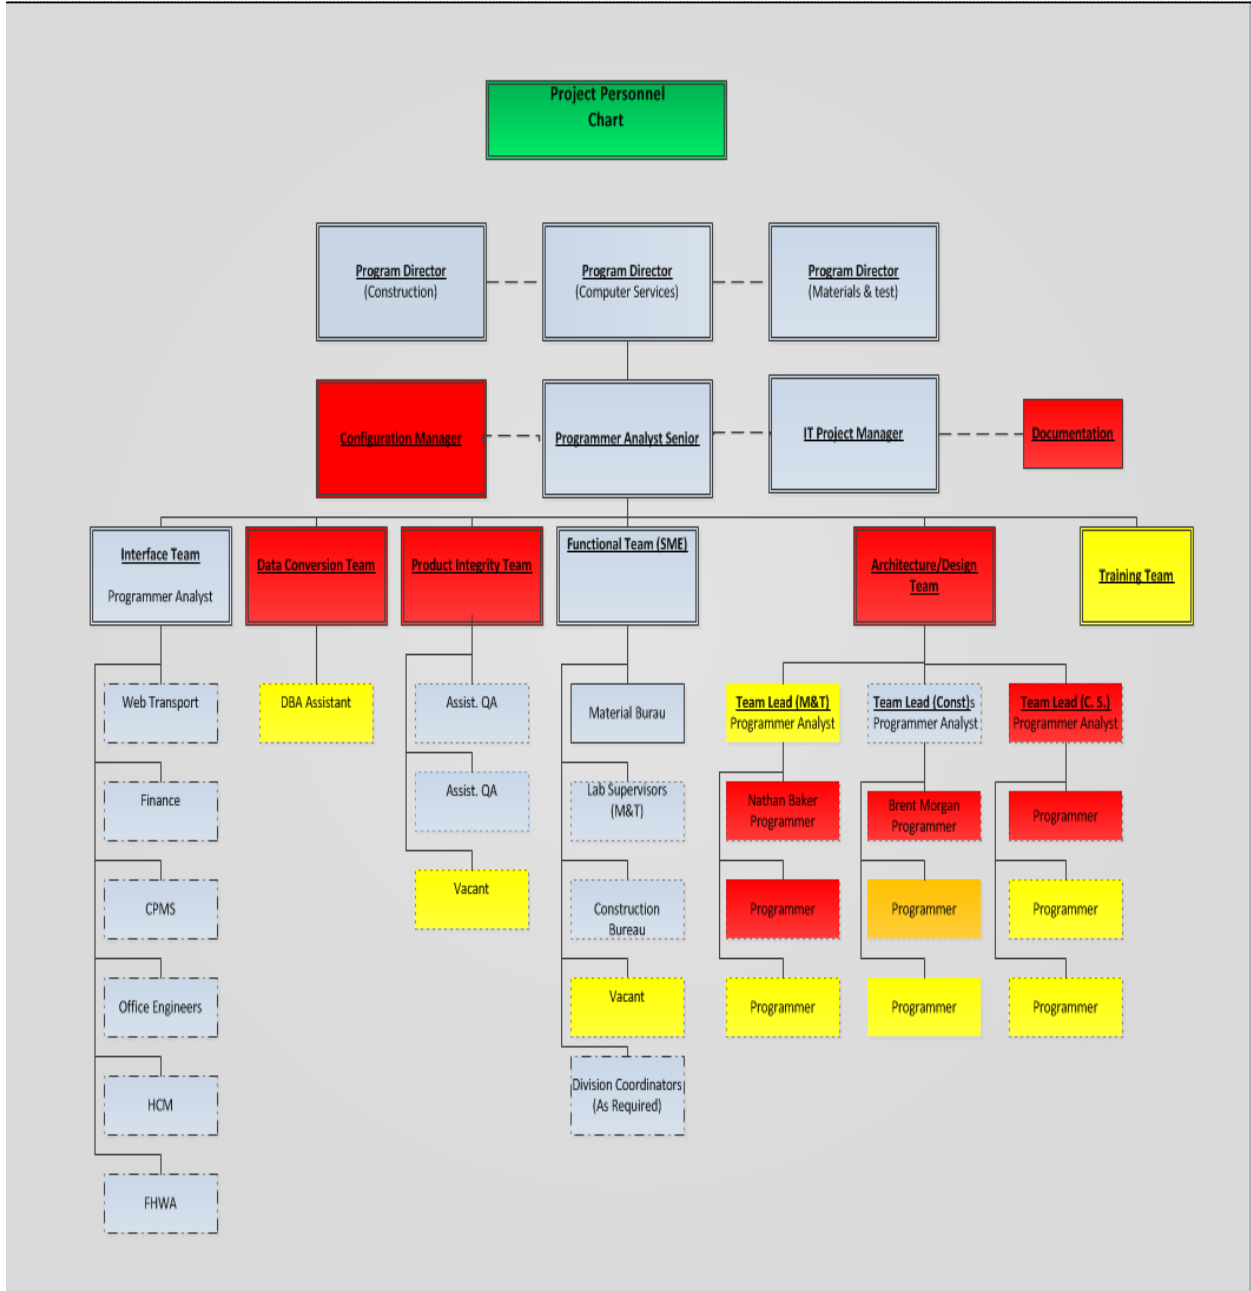 Project Personnel
Chart
Program Director
(Construction)
Program Director
(Computer Services)
Program Director
(Materials & test)
Configuration Manager
Programmer Analyst Senior
IT Project Manager
Documentation
Interface Team
Programmer Analyst
Data Conversion Team
Product Integrity Team
Functional Team (SME)
Architecture/Design
Team
Training Team
Web Transport
Finance
CPMS
Office Engineers
HCM
FHWA
DBA Assistant
Assist. QA
Assist. QA
Vacant
Material Burau
Lab Supervisors
(M&T)
Construction
Bureau
Vacant
Division Coordinators
(As Required)
Team Lead (M&T)
Programmer Analyst
Nathan Baker
Programmer
Programmer
Programmer
Team Lead (Const)s
Programmer Analyst
Brent Morgan
Programmer
Programmer
Programmer
Team Lead (C. S.)
Programmer Analyst
Programmer
Programmer
Programmer